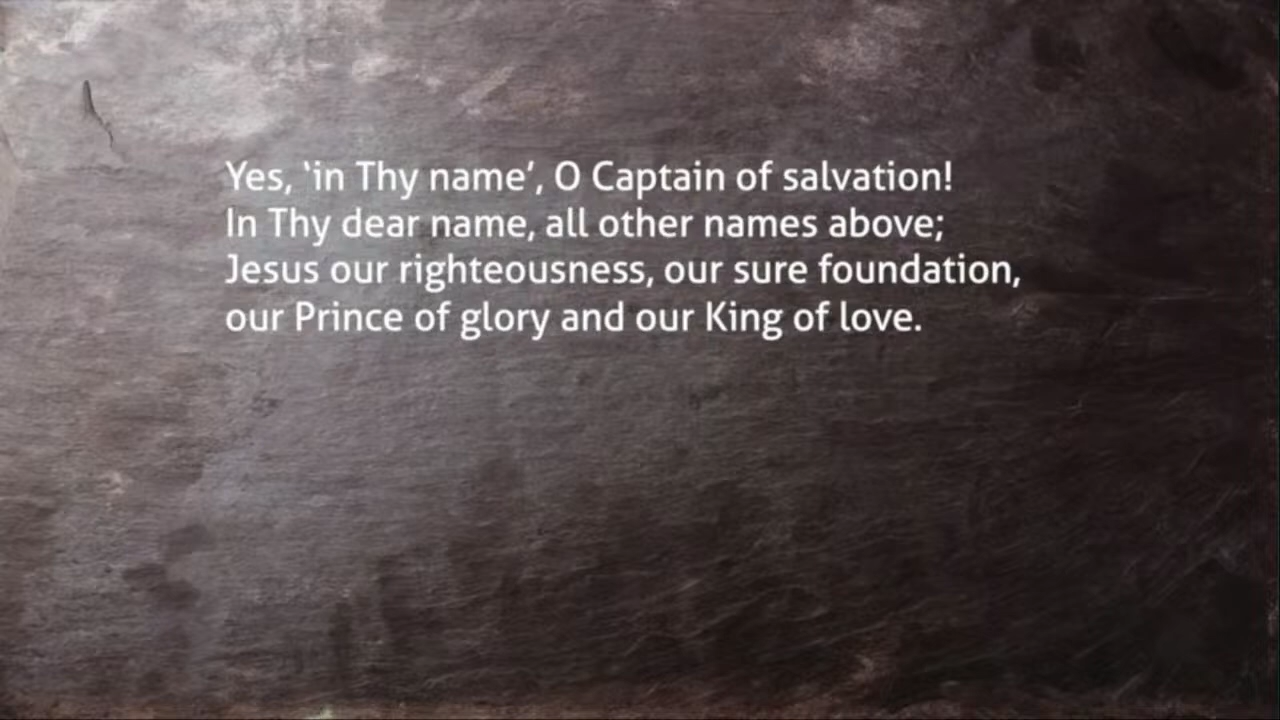 Yes, ‘in Thy name’, O Captain of salvation!
In Thy dear name, all other names above;
Jesus our righteousness, our sure foundation,
our Prince of glory and our King of love.